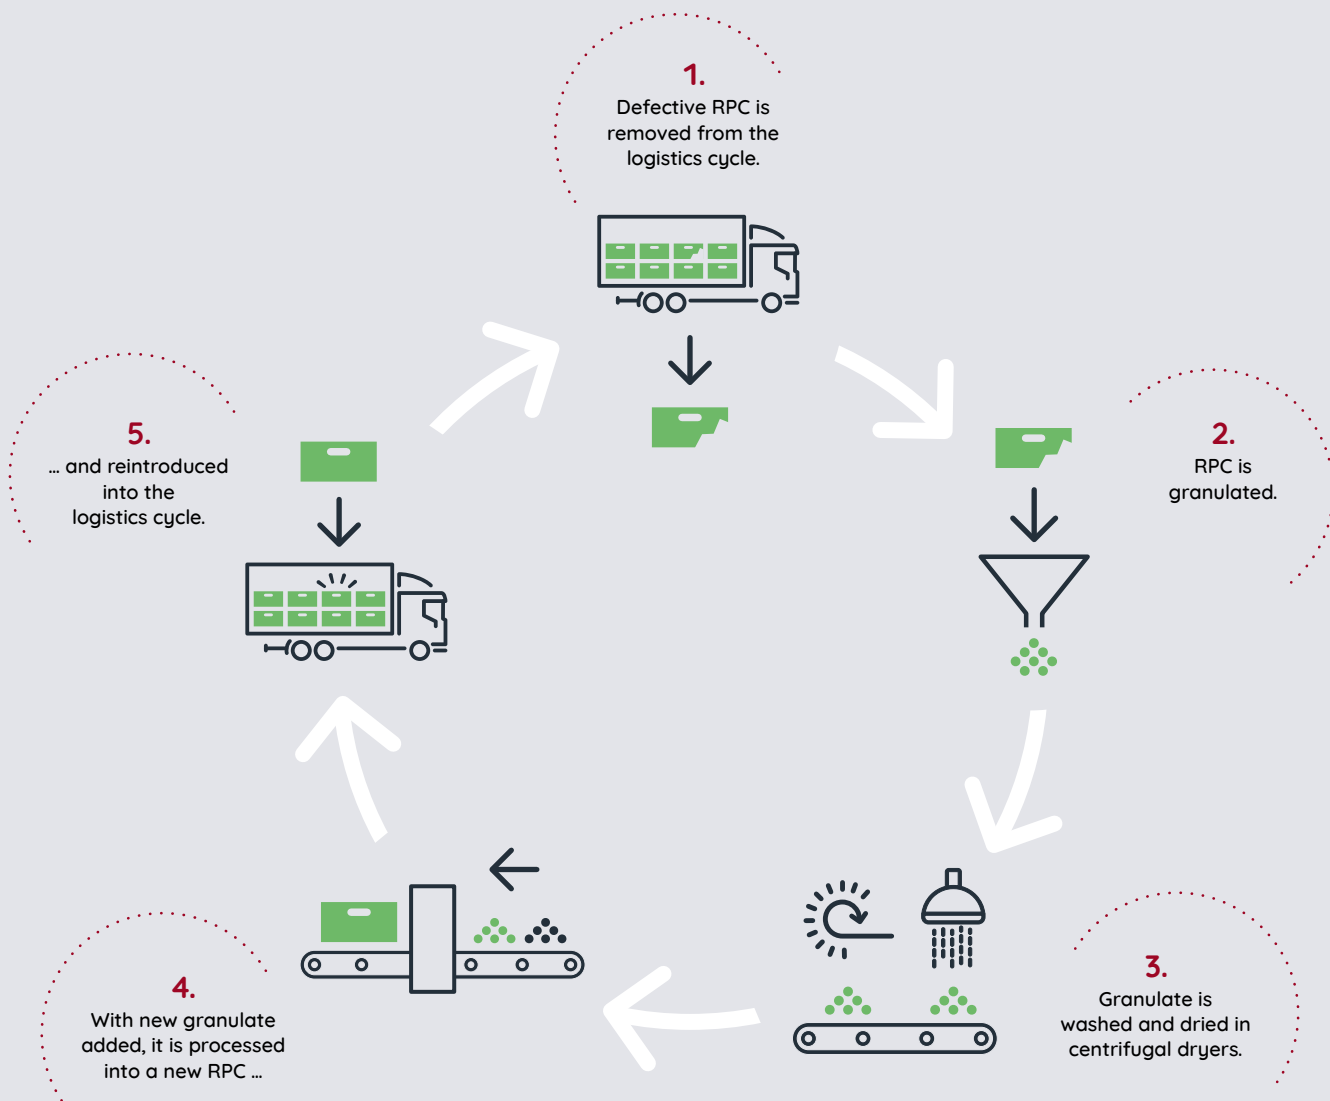 1.
Defective RPC is
removed from the
logistics cycle.
2.
RPC is
granulated.
3.
Granulate is
washed and dried in
centrifugal dryers.
4.
With new granulate
added, it is processed
into a new RPC ...
5.
... and reintroduced
into the
logistics cycle.